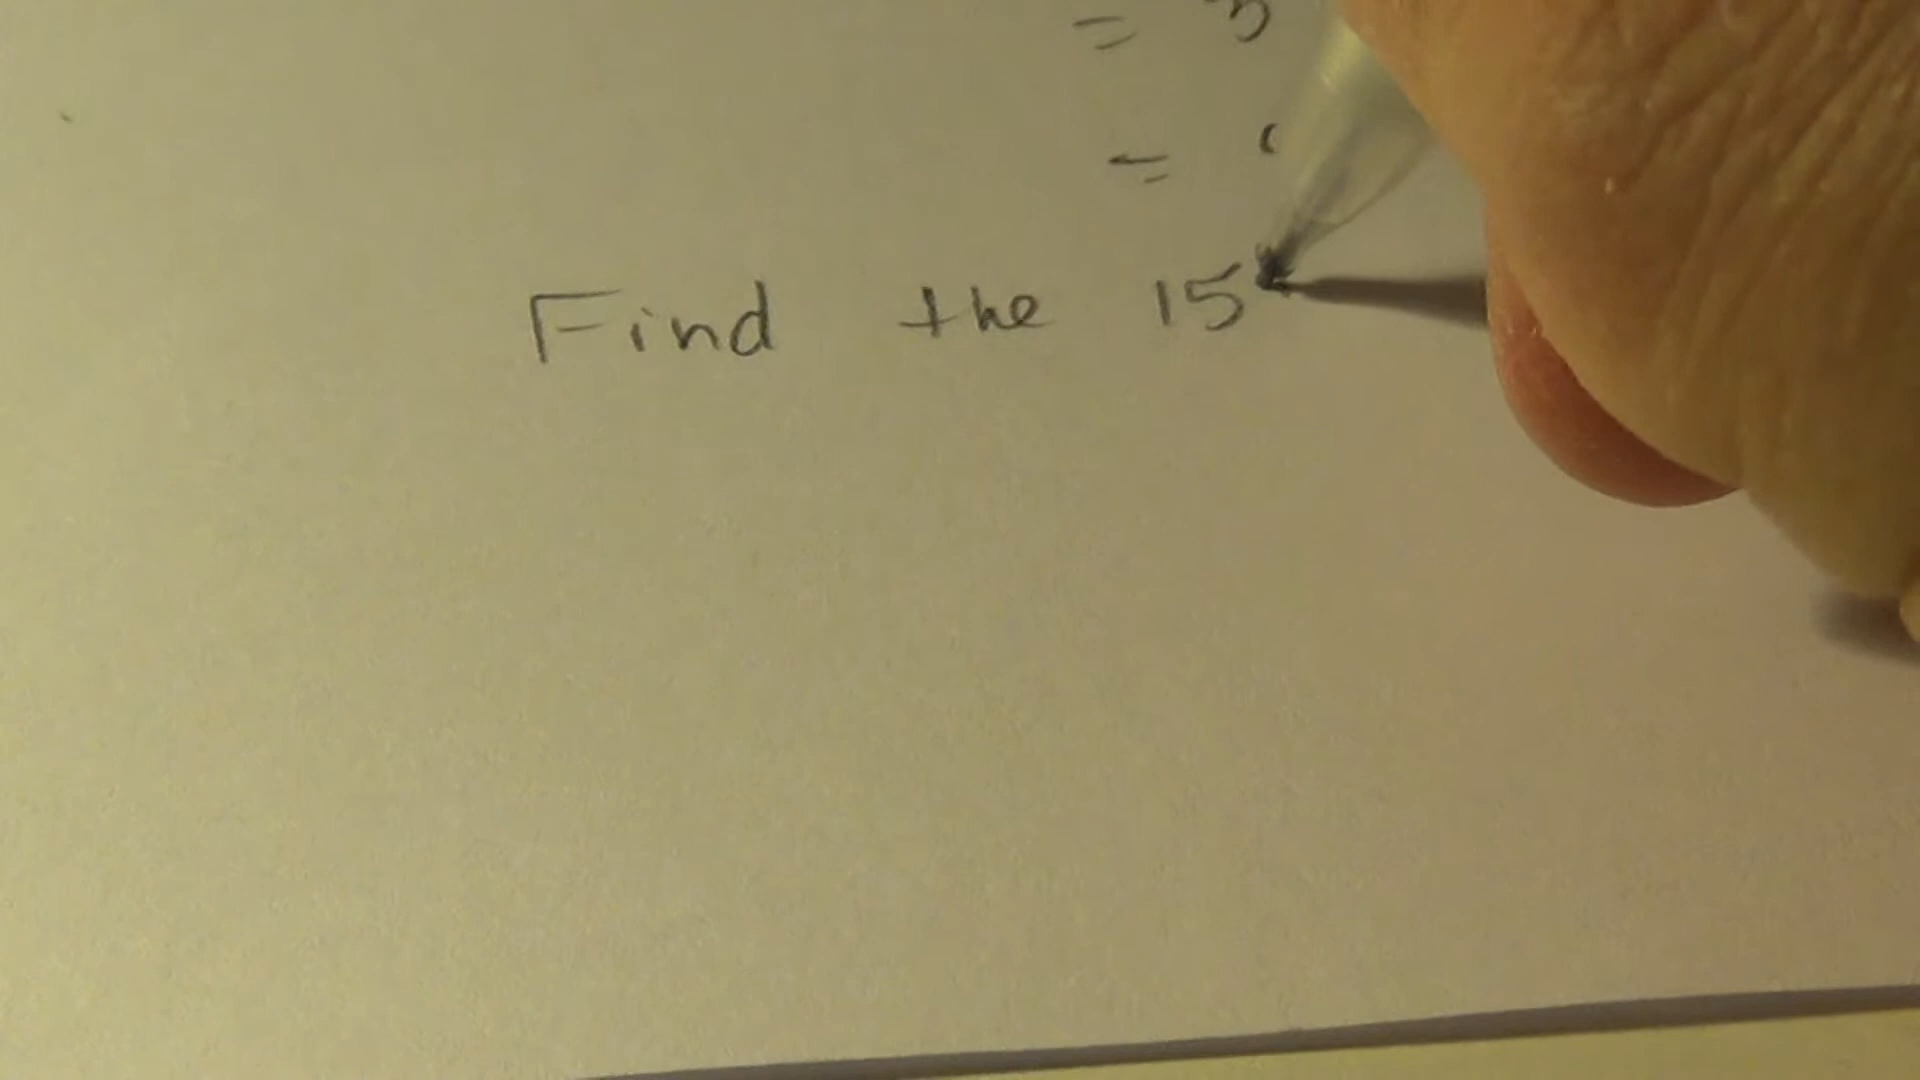 =
=
Find the 15